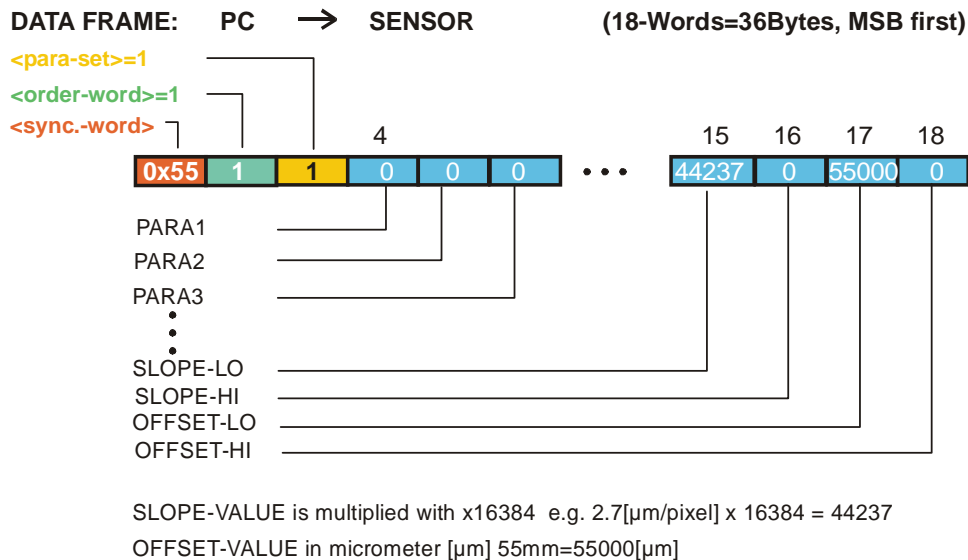 DATA FRAME: PC → SENSOR (18-Words=36Bytes, MSB first)
<para-set>=1
<order-word>=1
<sync.-word>
4 15 16 17 18
0x55 1 1 0 0 0 • • • 44237 0 55000 0
PARA1
PARA2
PARA3
SLOPE-LO
SLOPE-HI
OFFSET-LO
OFFSET-HI
SLOPE-VALUE is multiplied with x16384 e.g. 2.7[µm/pixel] x 16384 = 44237
OFFSET-VALUE in micrometer [µm] 55mm=55000[µm]